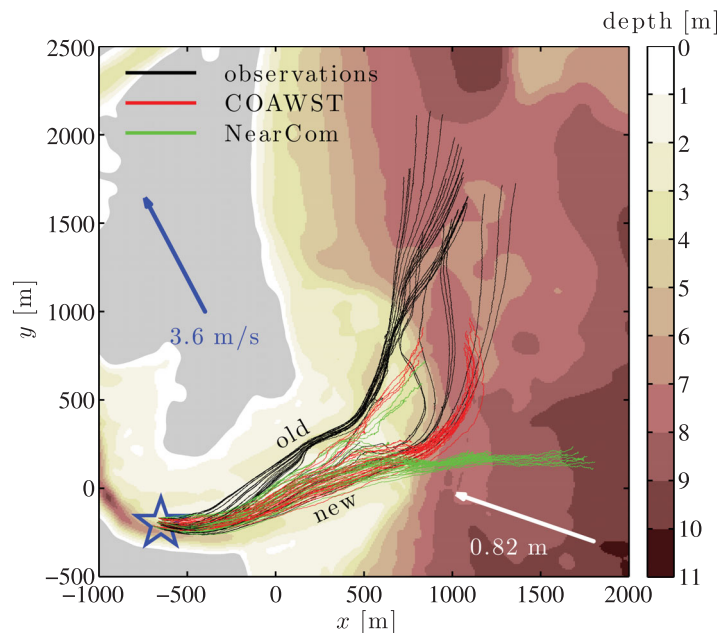 depth [m]
2500
2000
1500
1000
500
0
−500
y [m]
observations
COAWST
NearCom
3.6 m/s
old
new
0.82 m
−1000
−500
0
500
1000
1500
2000
x [m]
0
1
2
3
4
5
6
7
8
9
10
11